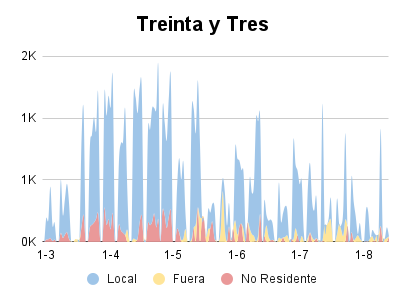 Treinta y Tres
2K
1K
1K
0K
1-3 1-4 1-5 1-6 1-7 1-8
Local Fuera No Residente